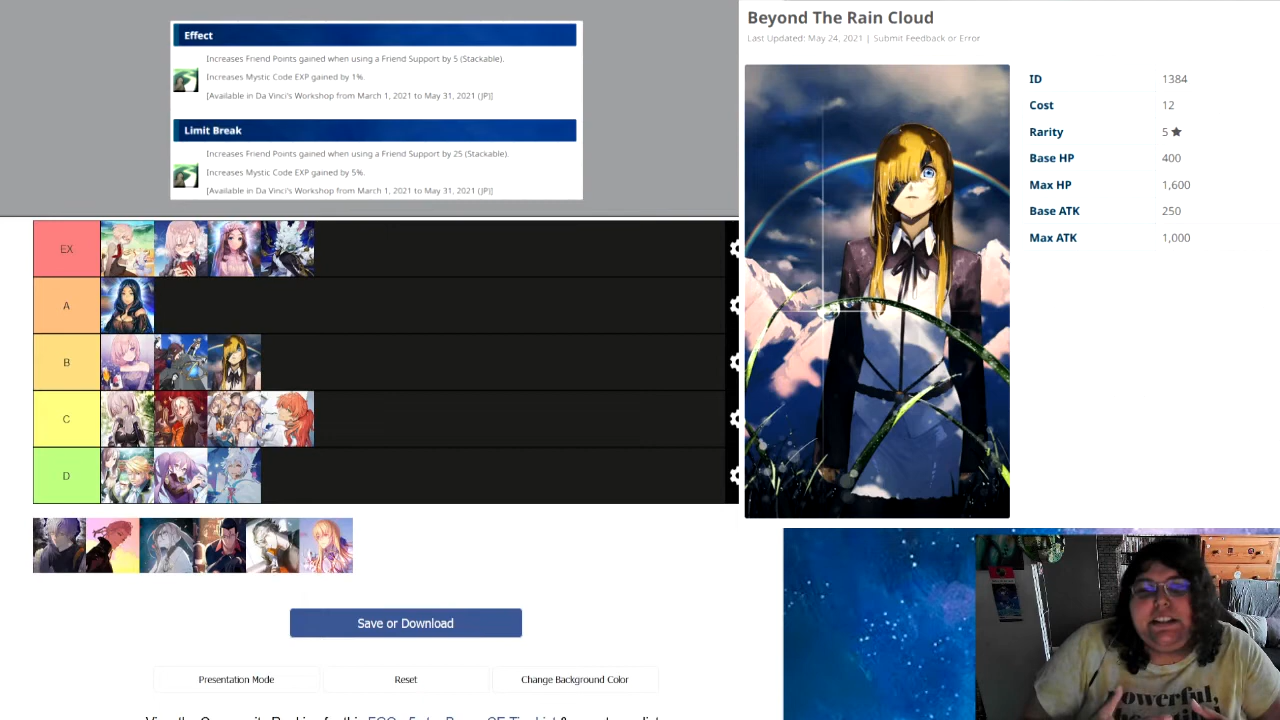 Effect
Increases Friend Points gained when using a Friend Support by 5 (Stackable).
Increases Mystic Code EXP gained by 1%.
[Available in Da Vinci's Workshop from March 1, 2021 to May 31, 2021 (JP)]
Limit Break
Increases Friend Points gained when using a Friend Support by 25 (Stackable).
Increases Mystic Code EXP gained by 5%.
[Available in Da Vinci's Workshop from March 1, 2021 to May 31, 2021 (JP)]
EX
A
B
C
D
Save or Download
Presentation Mode
Reset
Change Background Color
Beyond The Rain Cloud
Last Updated: May 24, 2021 | Submit Feedback or Error
ID 1384
Cost 12
Rarity 5 ★
Base HP 400
Max HP 1,600
Base ATK 250
Max ATK 1,000
Powerful,